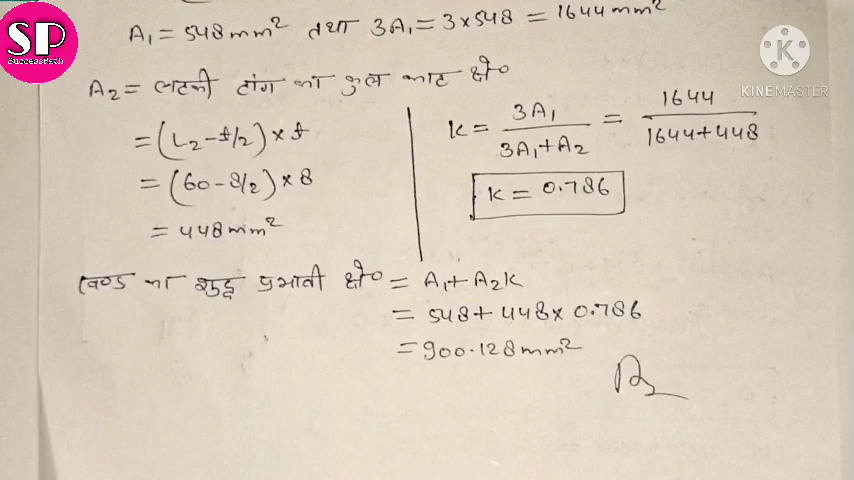 SP
Successpath
KINEMASTER
A₁ = 548 mm² तथा 3A₁ = 3×548 = 1644 mm²
A₂ = लटकी टांग का कुल काट क्षे०
= (L₂ - t/2) × t
= (60 - 8/2) × 8
= 448 mm²
K = 3A₁ / 3A₁+A₂ = 1644 / 1644+448
K = 0.786
खण्ड का शुद्ध प्रभावी क्षे० = A₁ + A₂K
= 548 + 448 × 0.786
= 900.128 mm²